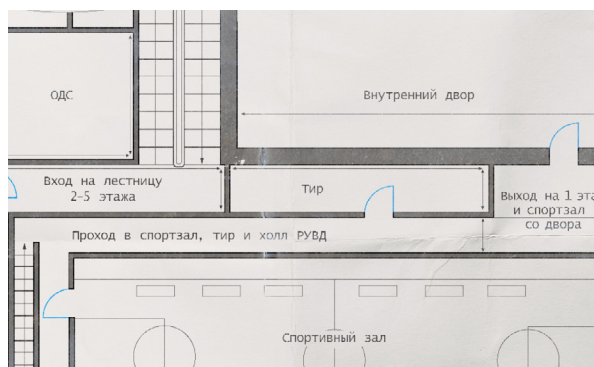 ОДС
Внутренний двор
Вход на лестницу
2–5 этажа
Тир
Выход на 1 эта
и спортзал
со двора
Проход в спортзал, тир и холл РУВД
Спортивный зал